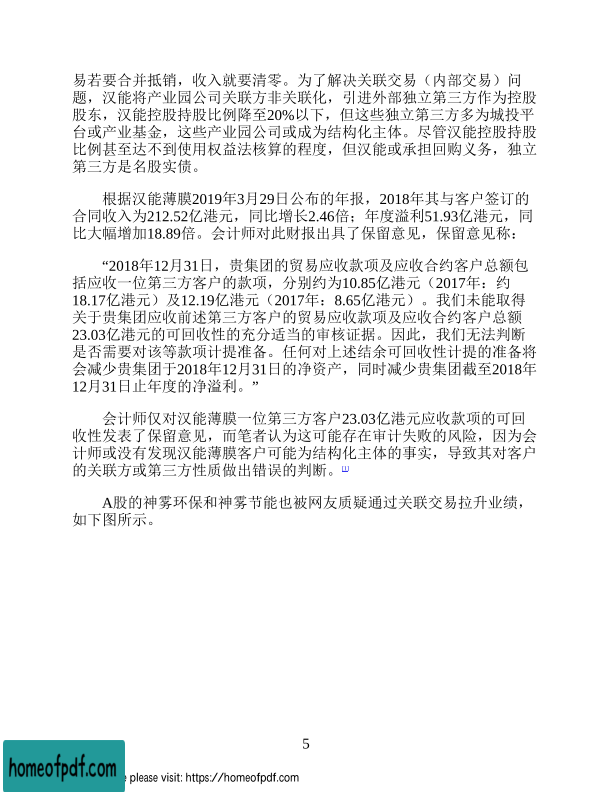 易若要合并抵销，收入就要清零。为了解决关联交易（内部交易）问
题，汉能将产业园公司关联方非关联化，引进外部独立第三方作为控股
股东，汉能控股持股比例降至20%以下，但这些独立第三方多为城投平
台或产业基金，这些产业园公司或成为结构化主体。尽管汉能控股持股
比例甚至达不到使用权益法核算的程度，但汉能或承担回购义务，独立
第三方是名股实债。
根据汉能薄膜2019年3月29日公布的年报，2018年其与客户签订的
合同收入为212.52亿港元，同比增长2.46倍；年度溢利51.93亿港元，同
比大幅增加18.89倍。会计师对此财报出具了保留意见，保留意见称：
“2018年12月31日，贵集团的贸易应收款项及应收合约客户总额包
括应收一位第三方客户的款项，分别约为10.85亿港元（2017年：约
18.17亿港元）及12.19亿港元（2017年：8.65亿港元）。我们未能取得
关于贵集团应收前述第三方客户的贸易应收款项及应收合约客户总额
23.03亿港元的可回收性的充分适当的审核证据。因此，我们无法判断
是否需要对该等款项计提准备。任何对上述结余可回收性计提的准备将
会减少贵集团于2018年12月31日的净资产，同时减少贵集团截至2018年
12月31日止年度的净溢利。”
会计师仅对汉能薄膜一位第三方客户23.03亿港元应收款项的可回
收性发表了保留意见，而笔者认为这可能存在审计失败的风险，因为会
计师或没有发现汉能薄膜客户可能为结构化主体的事实，导致其对客户
的关联方或第三方性质做出错误的判断。[1]
A股的神雾环保和神雾节能也被网友质疑通过关联交易拉升业绩，
如下图所示。
5
homeofpdf.com
please visit: https://homeofpdf.com